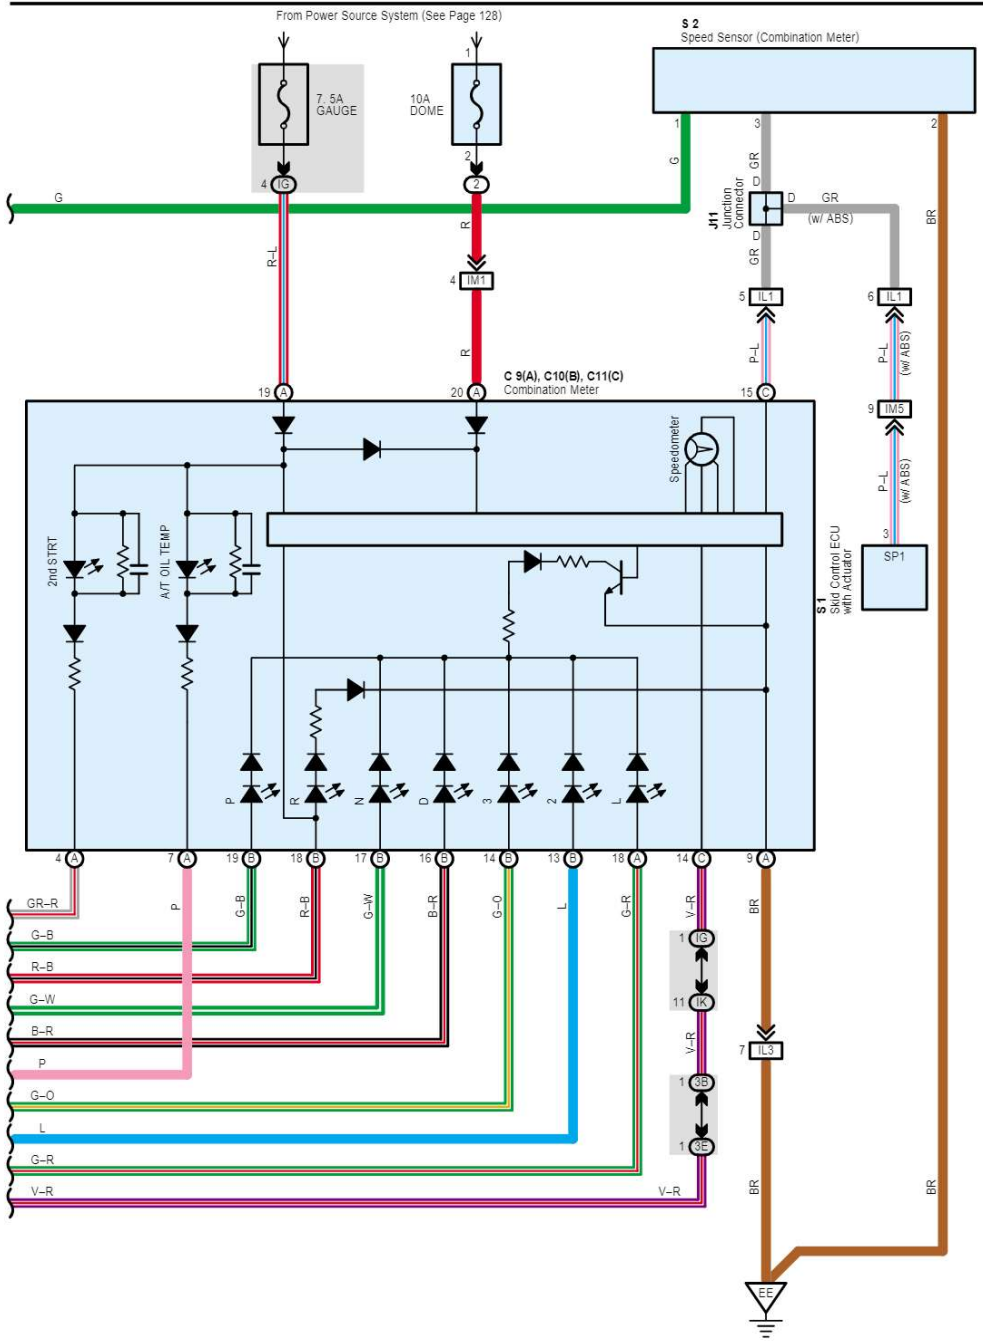 From Power Source System (See Page 128)
S 2
Speed Sensor (Combination Meter)
1
7. 5A
GAUGE
10A
DOME
2
1
3
2
G
GR
4 IG
2
D
G
J11
Junction
Connector
D
GR
(w/ ABS)
R
BR
D
GR
R–L
4 IM1
5 IL1
6 IL1
R
P–L
P–L
(w/ ABS)
C 9(A), C10(B), C11(C)
Combination Meter
19 A
20 A
15 C
9 IM5
Speedometer
P–L
(w/ ABS)
3
SP1
2nd STRT
A/T OIL TEMP
S 1
Skid Control ECU
with Actuator
P
R
N
D
3
2
L
4 A
7 A
19 B
18 B
17 B
16 B
14 B
13 B
18 A
14 C
9 A
GR–R
P
G–B
R–B
G–W
B–R
G–O
L
G–R
V–R
BR
G–B
1 IG
R–B
11 IK
G–W
B–R
V–R
7 IL3
P
1 3B
G–O
L
1 3E
G–R
V–R
V–R
BR
BR
EE